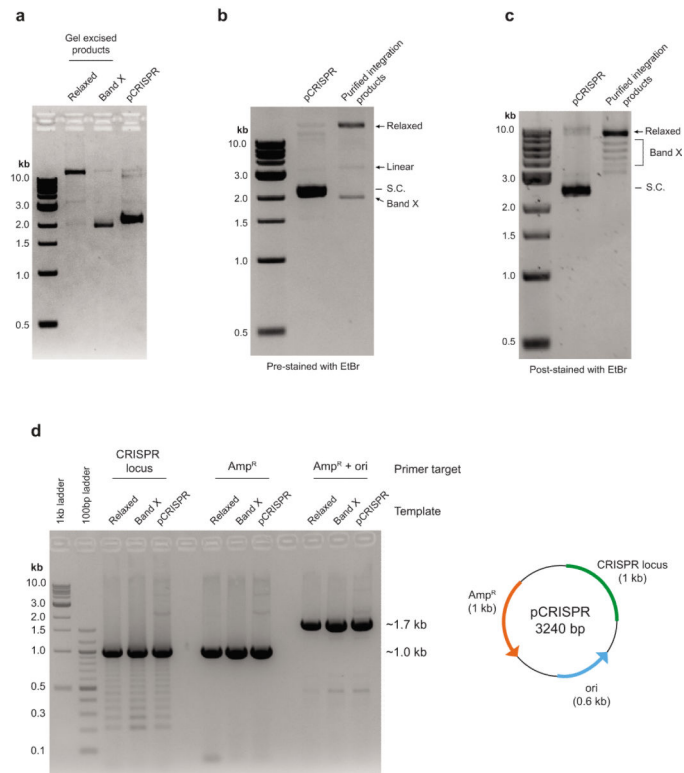 a
Gel excised
products
Relaxed
Band X
pCRISPR
kb
10.0
3.0
2.0
1.5
1.0
0.5
b
pCRISPR
Purified integration
products
kb
10.0
3.0
2.0
1.5
1.0
0.5
Relaxed
Linear
S.C.
Band X
Pre-stained with EtBr
c
pCRISPR
Purified integration
products
kb
10.0
3.0
2.0
1.5
1.0
0.5
Relaxed
Band X
S.C.
Post-stained with EtBr
d
1kb ladder
100bp ladder
CRISPR
locus
Amp^R
Amp^R + ori
Primer target
Relaxed
Band X
pCRISPR
Relaxed
Band X
pCRISPR
Relaxed
Band X
pCRISPR
Template
kb
10.0
3.0
2.0
1.5
1.0
0.5
0.3
0.1
~1.7 kb
~1.0 kb
CRISPR locus
(1 kb)
Amp^R
(1 kb)
pCRISPR
3240 bp
ori
(0.6 kb)